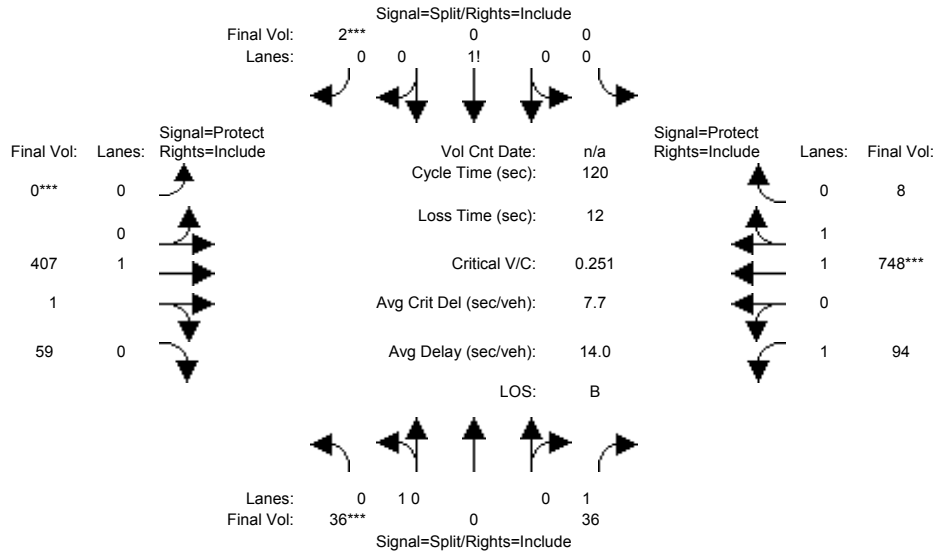 Signal=Split/Rights=Include
Final Vol: 2*** 0 0
Lanes: 0 0 1! 0 0
Signal=Protect Signal=Protect
Final Vol: Lanes: Rights=Include Vol Cnt Date: n/a Rights=Include Lanes: Final Vol:
Cycle Time (sec): 120
0*** 0 0 8
Loss Time (sec): 12
0 1
407 1 Critical V/C: 0.251 1 748***
1 Avg Crit Del (sec/veh): 7.7 0
59 0 Avg Delay (sec/veh): 14.0 1 94
LOS: B
Lanes: 0 1 0 0 1
Final Vol: 36*** 0 36
Signal=Split/Rights=Include